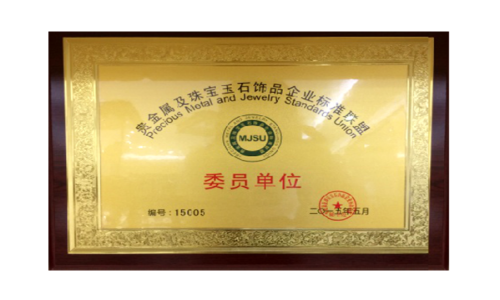 贵金属及珠宝玉石饰品企业标准联盟
Precious Metal and Jewelry Standards Union
MJSU
委员单位
编号：15005
二〇一五年五月